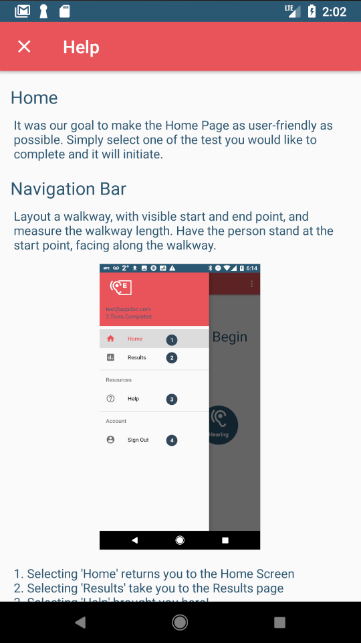 LTE 2:02
Help
Home
It was our goal to make the Home Page as user-friendly as
possible. Simply select one of the test you would like to
complete and it will initiate.
Navigation Bar
Layout a walkway, with visible start and end point, and
measure the walkway length. Have the person stand at the
start point, facing along the walkway.
2° 6:14
E
2 Tests Completed
Home 1
Begin
Results 2
Resources
Help 3
Hearing
Account
Sign Out 4
1. Selecting 'Home' returns you to the Home Screen
2. Selecting 'Results' take you to the Results page
3. Selecting 'Help' brought you here!